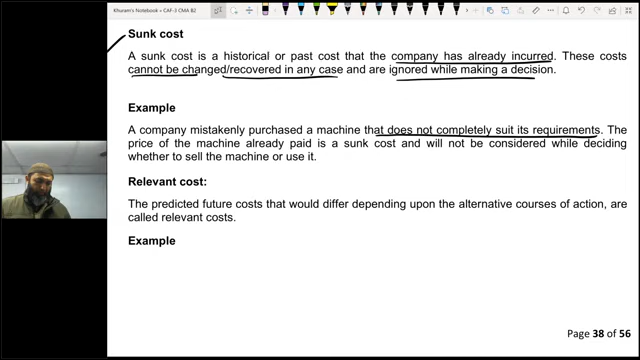 Khuram's Notebook » CAF-3 CMA B2
Sunk cost
A sunk cost is a historical or past cost that the company has already incurred. These costs
cannot be changed/recovered in any case and are ignored while making a decision.
Example
A company mistakenly purchased a machine that does not completely suit its requirements. The
price of the machine already paid is a sunk cost and will not be considered while deciding
whether to sell the machine or use it.
Relevant cost:
The predicted future costs that would differ depending upon the alternative courses of action, are
called relevant costs.
Example
Page 38 of 56